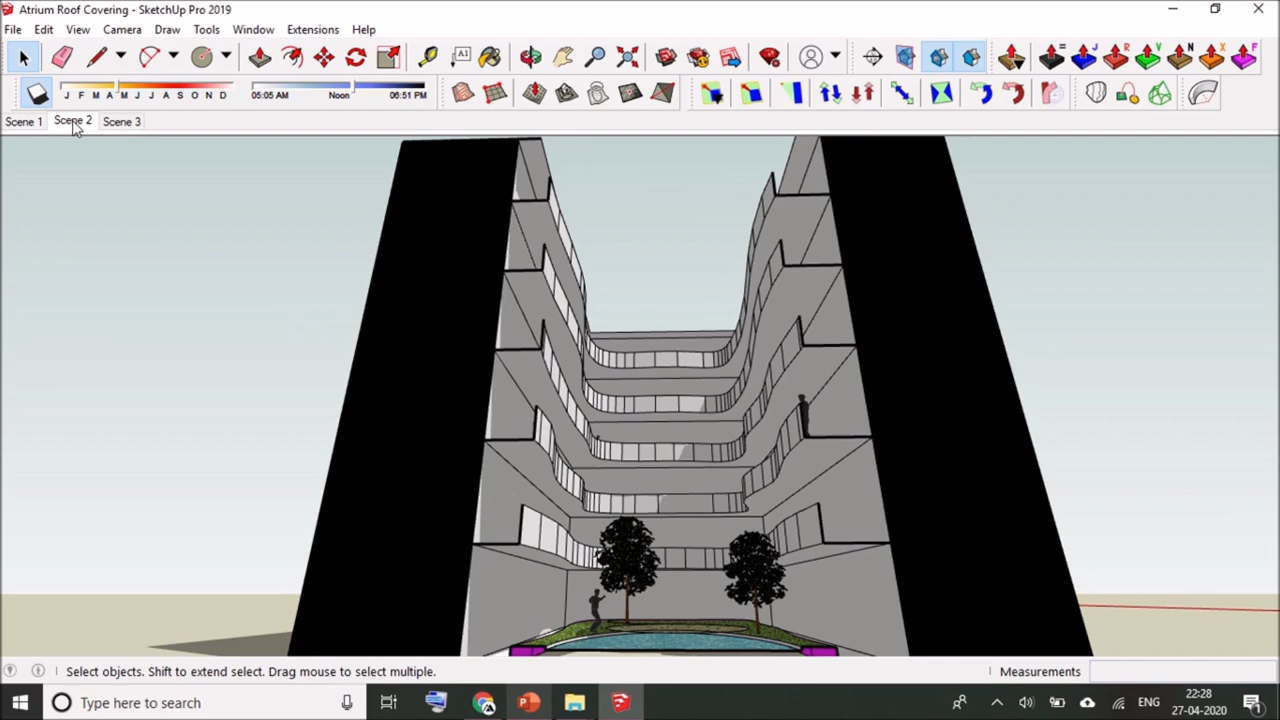 Atrium Roof Covering - SketchUp Pro 2019
File Edit View Camera Draw Tools Window Extensions Help
A1 = J R V N X F
J F M A M J J A S O N D 05:05 AM Noon 06:51 PM
Scene 1 Scene 2 Scene 3
Select objects. Shift to extend select. Drag mouse to select multiple. Measurements
Type here to search ENG 22:28
27-04-2020 1